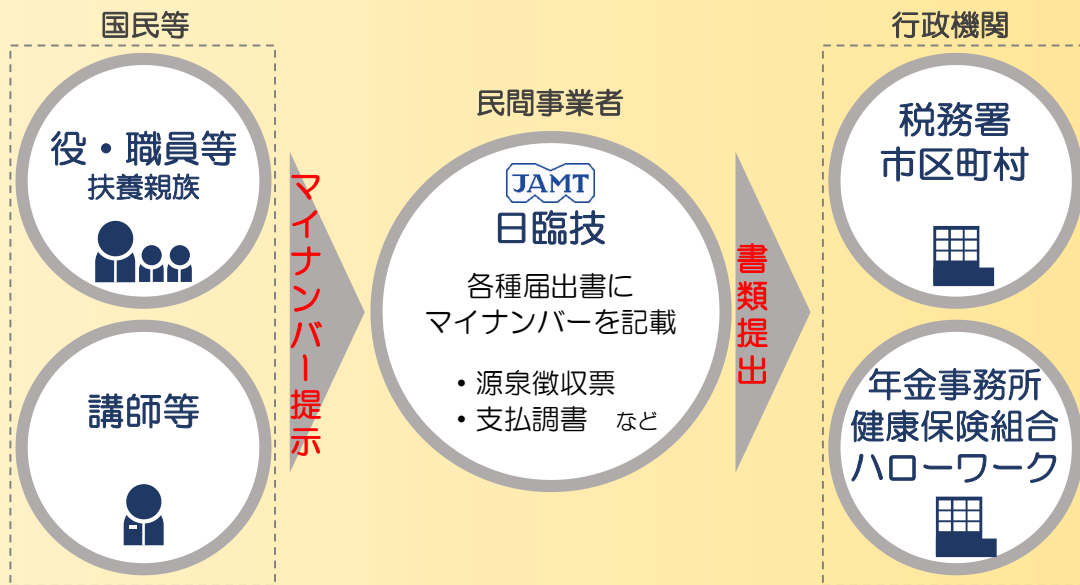 国民等
役・職員等
扶養親族
講師等
マイナンバー提示
民間事業者
JAMT
日臨技
各種届出書に
マイナンバーを記載
・源泉徴収票
・支払調書 など
書類提出
行政機関
税務署
市区町村
年金事務所
健康保険組合
ハローワーク